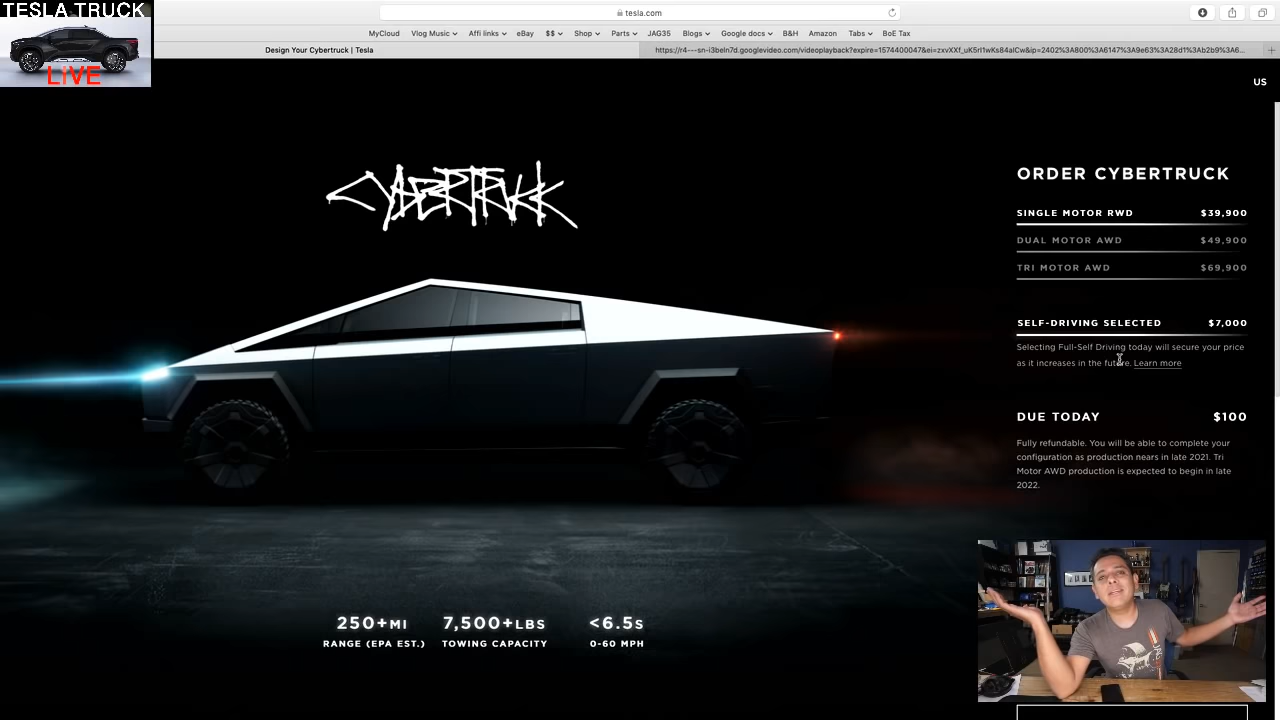 TESLA.TRUCK
LiVE
tesla.com
MyCloud Vlog Music Affi links eBay $$ Shop Parts JAG35 Blogs Google docs B&H Amazon Tabs BoE Tax
Design Your Cybertruck | Tesla
US
CYBERTRUCK
ORDER CYBERTRUCK
SINGLE MOTOR RWD $39,900
DUAL MOTOR AWD $49,900
TRI MOTOR AWD $69,900
SELF-DRIVING SELECTED $7,000
Selecting Full-Self Driving today will secure your price
as it increases in the future. Learn more
DUE TODAY $100
Fully refundable. You will be able to complete your
configuration as production nears in late 2021. Tri
Motor AWD production is expected to begin in late
2022.
250+MI 7,500+LBS <6.5S
RANGE (EPA EST.) TOWING CAPACITY 0-60 MPH